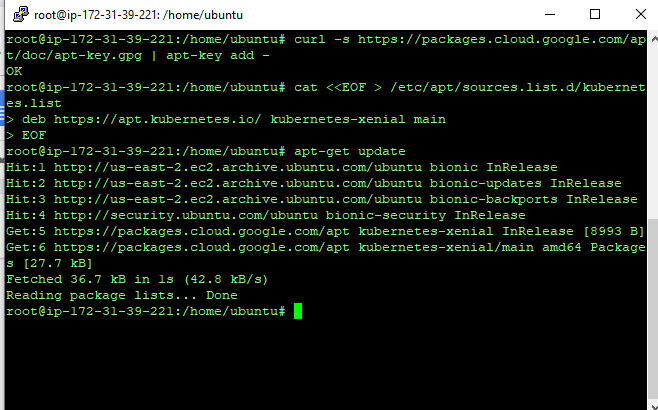 root@ip-172-31-39-221: /home/ubuntu
root@ip-172-31-39-221:/home/ubuntu# curl -s https://packages.cloud.google.com/ap
t/doc/apt-key.gpg | apt-key add -
OK
root@ip-172-31-39-221:/home/ubuntu# cat <<EOF > /etc/apt/sources.list.d/kubernet
es.list
> deb https://apt.kubernetes.io/ kubernetes-xenial main
> EOF
root@ip-172-31-39-221:/home/ubuntu# apt-get update
Hit:1 http://us-east-2.ec2.archive.ubuntu.com/ubuntu bionic InRelease
Hit:2 http://us-east-2.ec2.archive.ubuntu.com/ubuntu bionic-updates InRelease
Hit:3 http://us-east-2.ec2.archive.ubuntu.com/ubuntu bionic-backports InRelease
Hit:4 http://security.ubuntu.com/ubuntu bionic-security InRelease
Get:5 https://packages.cloud.google.com/apt kubernetes-xenial InRelease [8993 B]
Get:6 https://packages.cloud.google.com/apt kubernetes-xenial/main amd64 Package
s [27.7 kB]
Fetched 36.7 kB in 1s (42.8 kB/s)
Reading package lists... Done
root@ip-172-31-39-221:/home/ubuntu#